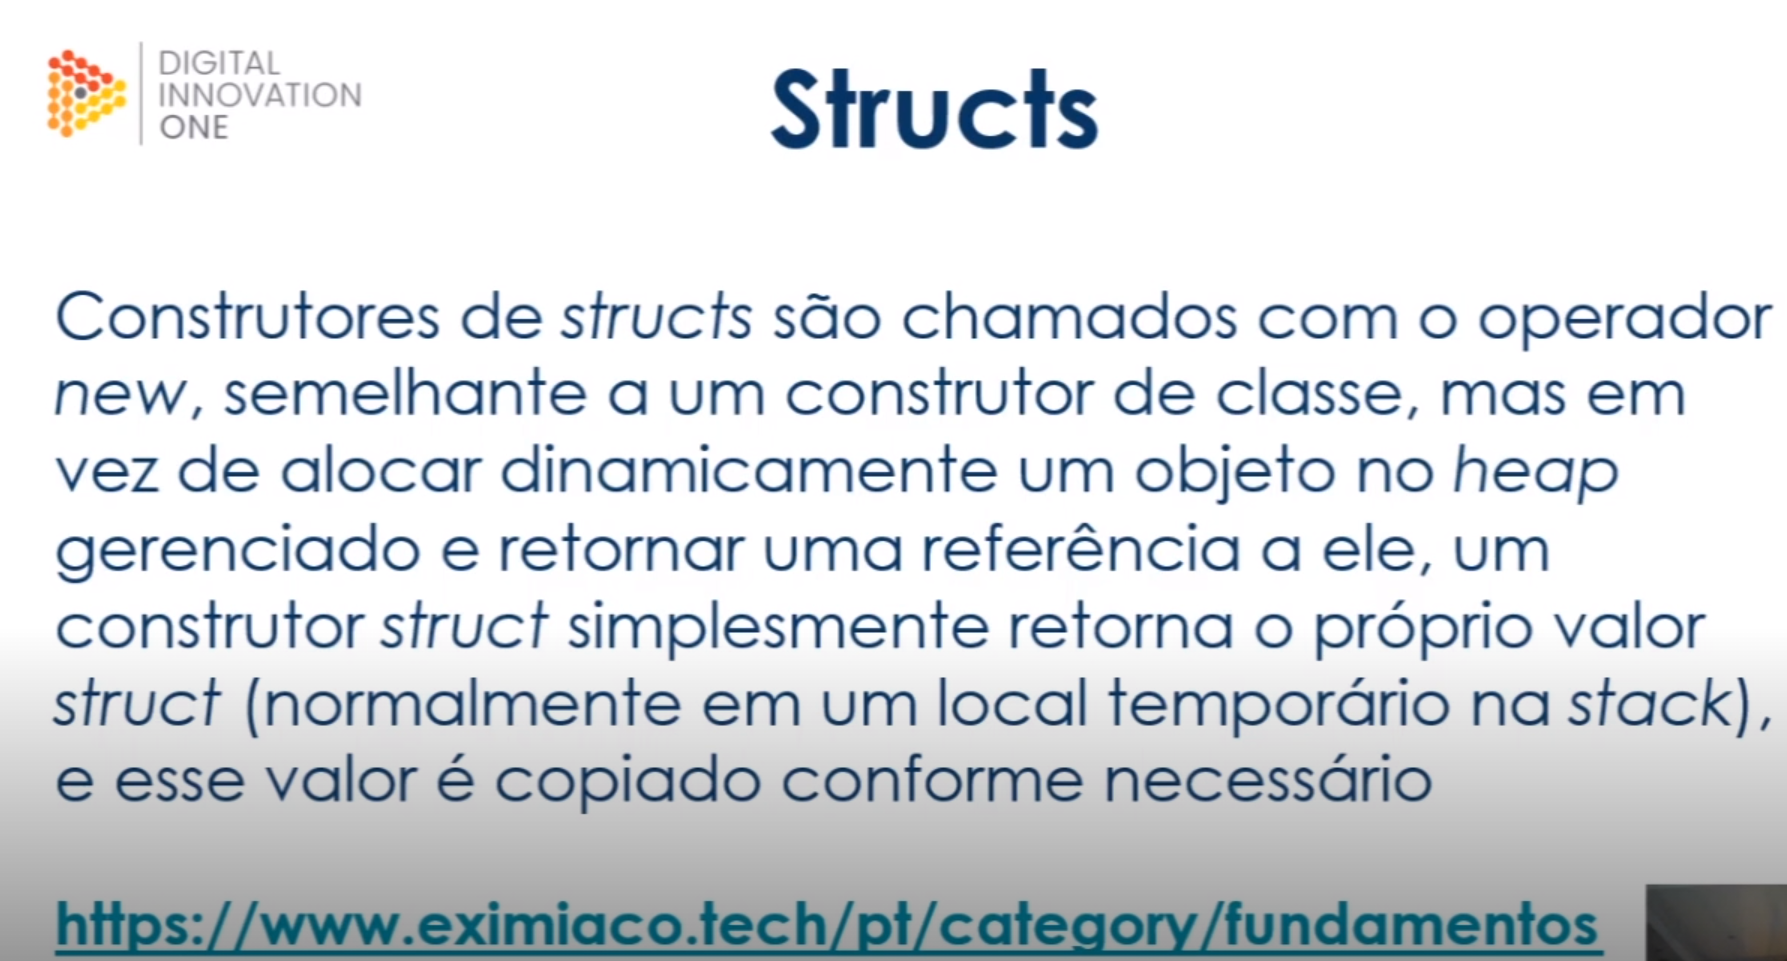 DIGITAL
INNOVATION
ONE
Structs
Construtores de structs são chamados com o operador
new, semelhante a um construtor de classe, mas em
vez de alocar dinamicamente um objeto no heap
gerenciado e retornar uma referência a ele, um
construtor struct simplesmente retorna o próprio valor
struct (normalmente em um local temporário na stack),
e esse valor é copiado conforme necessário
https://www.eximiaco.tech/pt/category/fundamentos